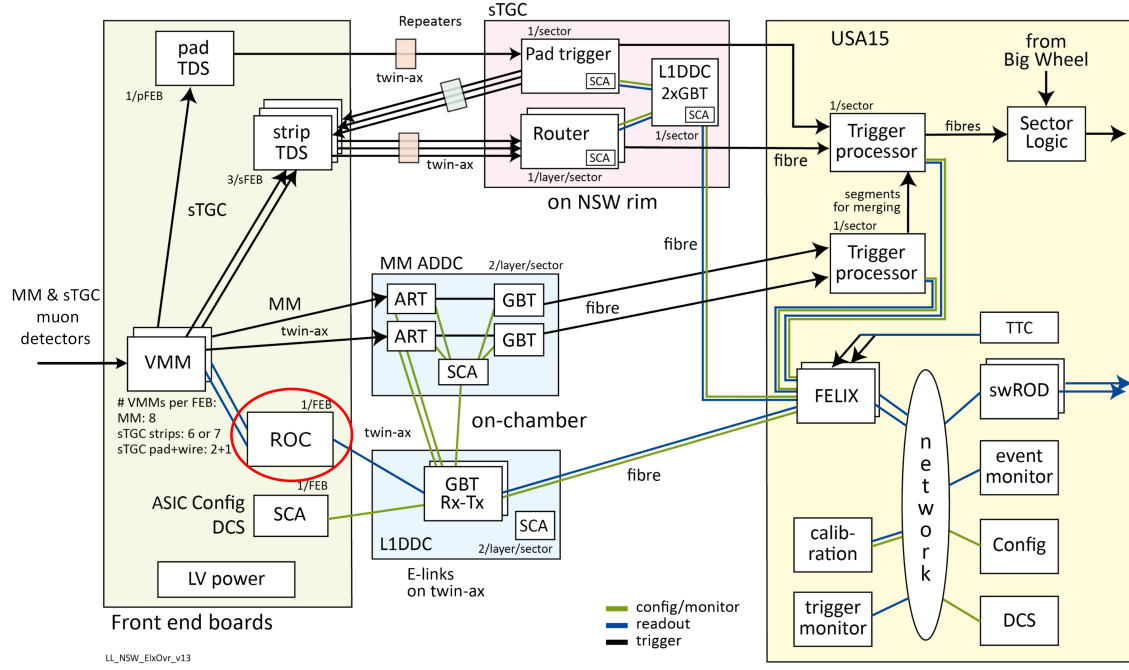 pad
TDS
1/pFEB
Repeaters
twin-ax
strip
TDS
3/sFEB
sTGC
twin-ax
sTGC
1/sector
Pad trigger
SCA
L1DDC
2xGBT
SCA
1/sector
Router
SCA
1/layer/sector
on NSW rim
fibre
fibre
USA15
from
Big Wheel
1/sector
Trigger
processor
fibres
Sector
Logic
segments
for merging
1/sector
Trigger
processor
MM & sTGC
muon
detectors
VMM
# VMMs per FEB:
MM: 8
sTGC strips: 6 or 7
sTGC pad+wire: 2+1
MM
twin-ax
MM ADDC
2/layer/sector
ART
GBT
ART
GBT
SCA
fibre
on-chamber
1/FEB
ROC
twin-ax
1/FEB
ASIC Config
DCS
SCA
GBT
Rx-Tx
SCA
L1DDC
2/layer/sector
fibre
LV power
E-links
on twin-ax
Front end boards
TTC
FELIX
swROD
network
event
monitor
calib-
ration
Config
trigger
monitor
DCS
config/monitor
readout
trigger
LL_NSW_ElxOvr_v13